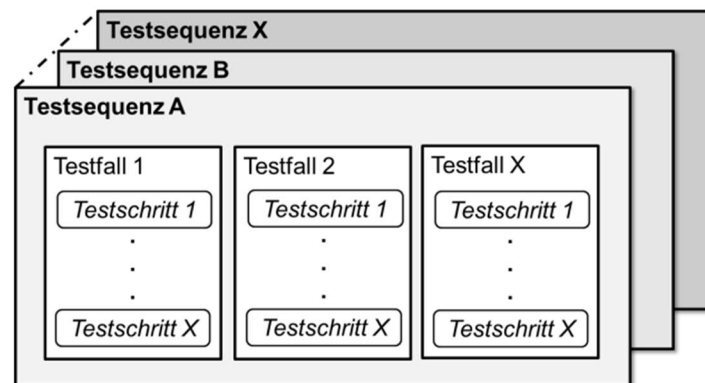 Testsequenz X
Testsequenz B
Testsequenz A
Testfall 1
Testschritt 1
Testschritt X
Testfall 2
Testschritt 1
Testschritt X
Testfall X
Testschritt 1
Testschritt X